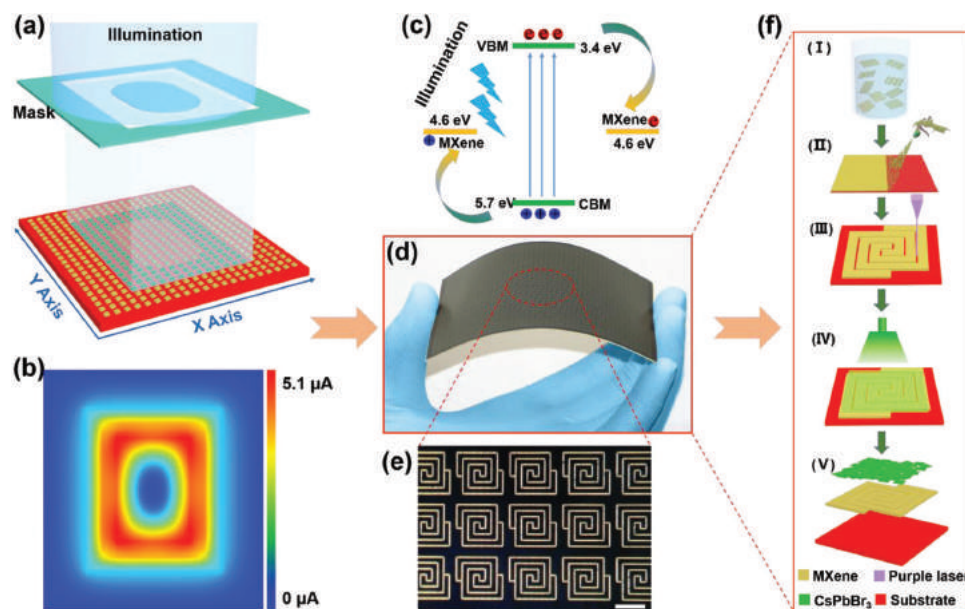 (a)
Illumination
Mask
Y Axis
X Axis
(b)
5.1 μA
0 μA
(c)
Illumination
VBM
3.4 eV
4.6 eV
MXene
MXene
4.6 eV
5.7 eV
CBM
(d)
(e)
(f)
(I)
(II)
(III)
(IV)
(V)
MXene
Purple laser
CsPbBr₃
Substrate